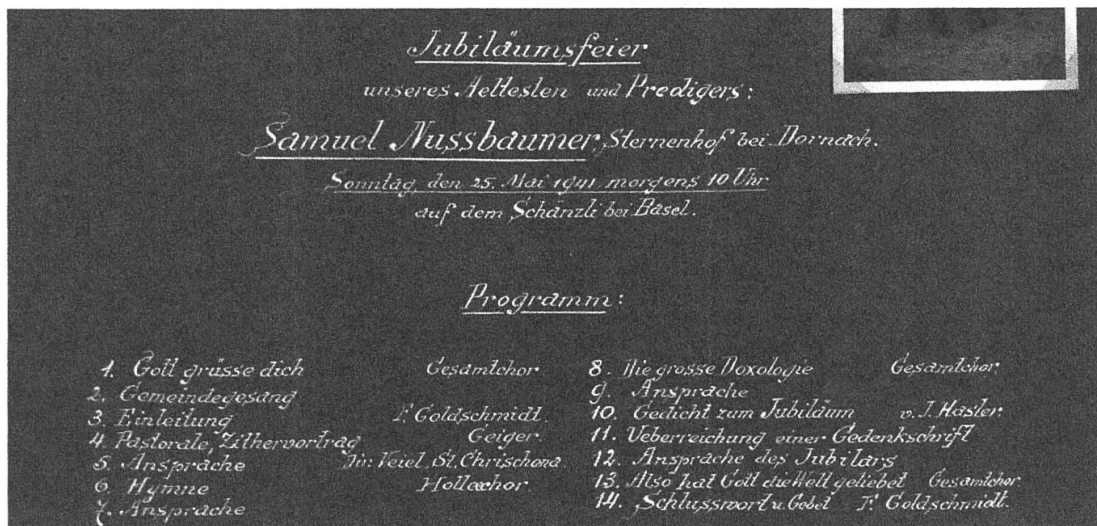 Jubiläumsfeier
unseres Aeltesten und Predigers:
Samuel Nussbaumer, Sternenhof bei Dornach.
Sonntag, den 25. Mai 1941, morgens 10 Uhr
auf dem Schänzli bei Basel.
Programm:
1. Gott grüsse dich Gesamtchor
2. Gemeindegesang
3. Einleitung F. Goldschmidt.
4. Pastorale, Zithervortrag Geiger.
5. Ansprache Veiel, St. Chrischona.
6. Hymne
7. Ansprache
8. Die grosse Doxologie Gesamtchor
9. Ansprache
10. Gedicht zum Jubiläum v. J. Hasler.
11. Ueberreichung einer Gedenkschrift
12. Ansprache des Jubilars
13. Also hat Gott die Welt geliebet Gesamtchor
14. Schlusswort u. Gebet F. Goldschmidt.